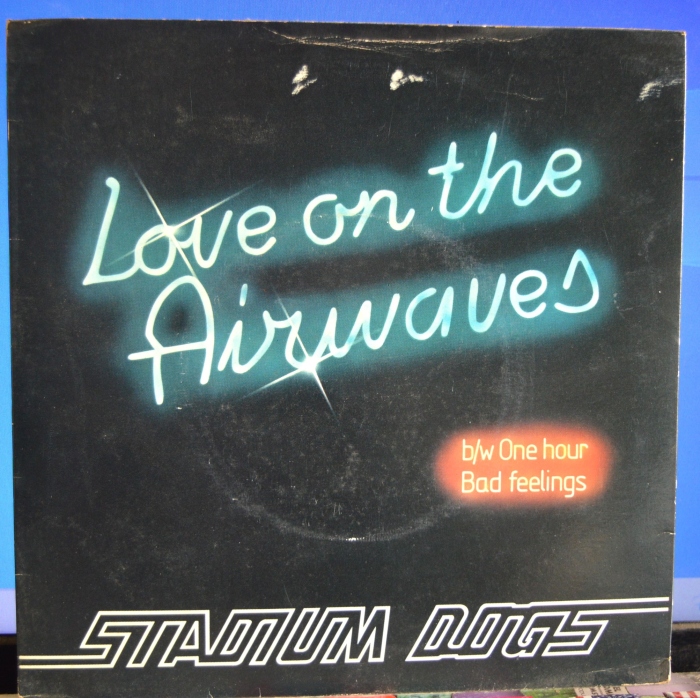 Love on the
Airwaves
b/w One hour
Bad feelings
STADIUM DOGS